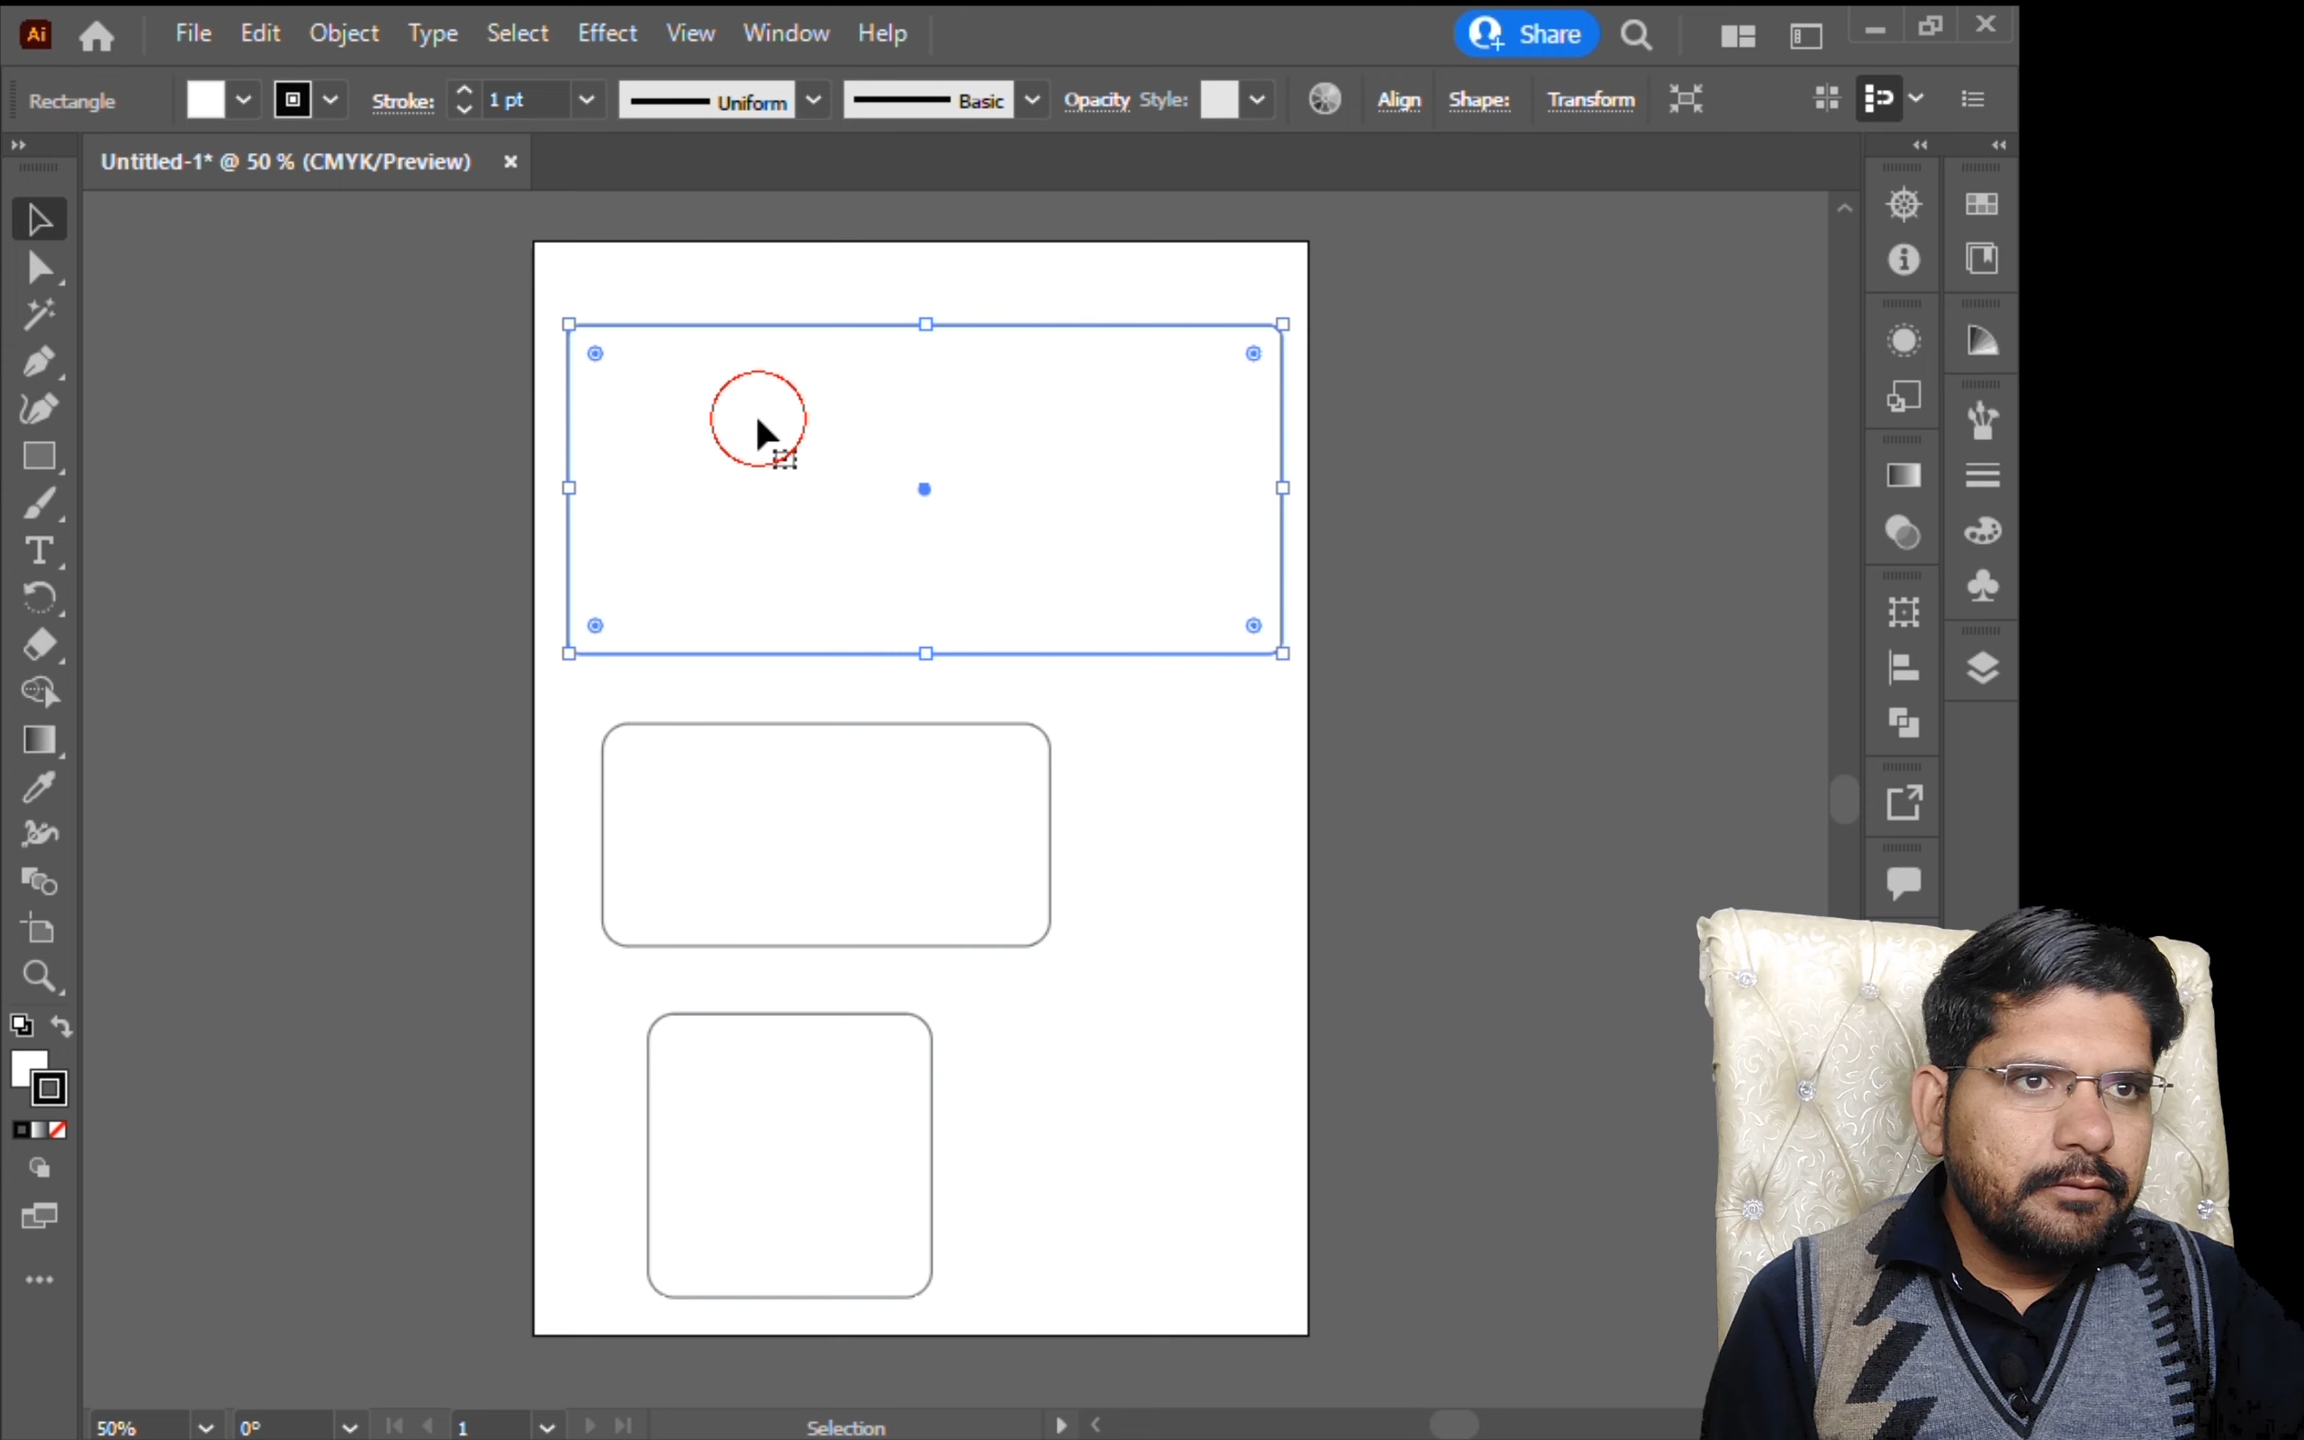 Ai File Edit Object Type Select Effect View Window Help Share
Rectangle Stroke: 1 pt Uniform Basic Opacity Style: Align Shape: Transform
Untitled-1* @ 50 % (CMYK/Preview)
T
50% 0° 1 Selection